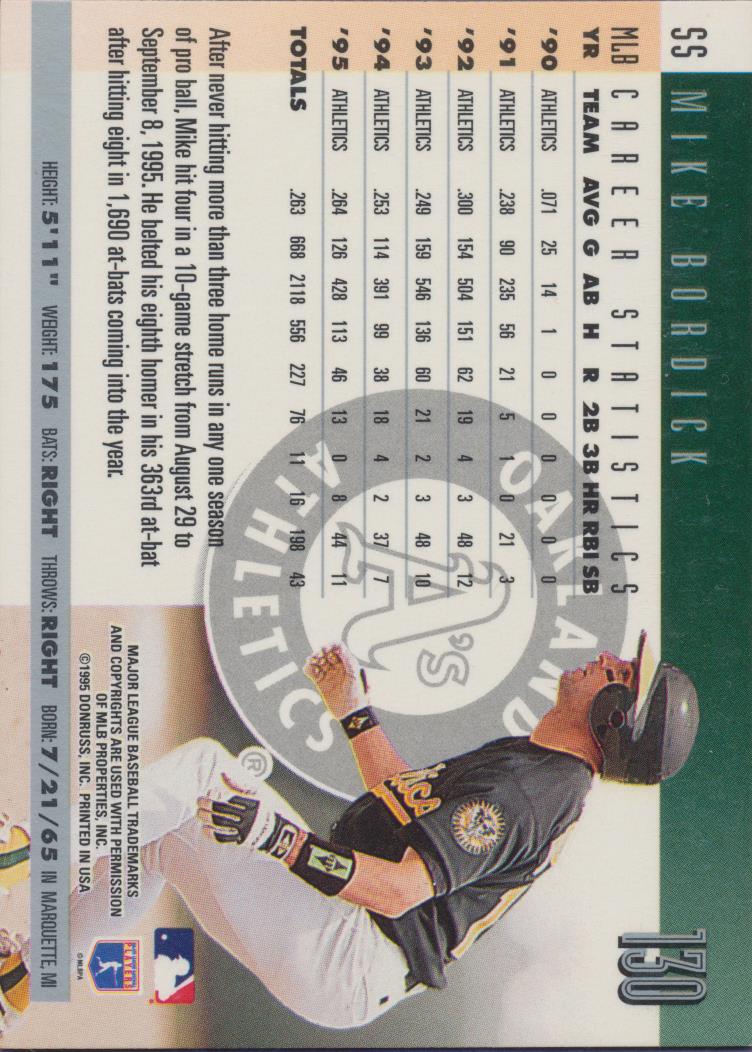 SS MIKE BORDICK 130
MLB CAREER STATISTICS
YR TEAM AVG G AB H R 2B 3B HR RBI SB
'90 ATHLETICS .071 25 14 1 0 0 0 0 0 0
'91 ATHLETICS .238 90 235 56 21 5 1 0 21 3
'92 ATHLETICS .300 154 504 151 62 19 4 3 48 12
'93 ATHLETICS .249 159 546 136 60 21 2 3 48 10
'94 ATHLETICS .253 114 391 99 38 18 4 2 37 7
'95 ATHLETICS .264 126 428 113 46 13 0 8 44 11
TOTALS .263 668 2118 556 227 76 11 16 198 43
OAKLAND
A's
ATHLETICS
®
After never hitting more than three home runs in any one season
of pro ball, Mike hit four in a 10-game stretch from August 29 to
September 8, 1995. He belted his eighth homer in his 363rd at-bat
after hitting eight in 1,690 at-bats coming into the year.
MAJOR LEAGUE BASEBALL TRADEMARKS
AND COPYRIGHTS ARE USED WITH PERMISSION
OF MLB PROPERTIES, INC.
©1995 DONRUSS, INC. PRINTED IN USA
PLAYERS
©MLBPA
HEIGHT: 5'11" WEIGHT: 175 BATS: RIGHT THROWS: RIGHT BORN: 7/21/65 IN MARQUETTE, MI